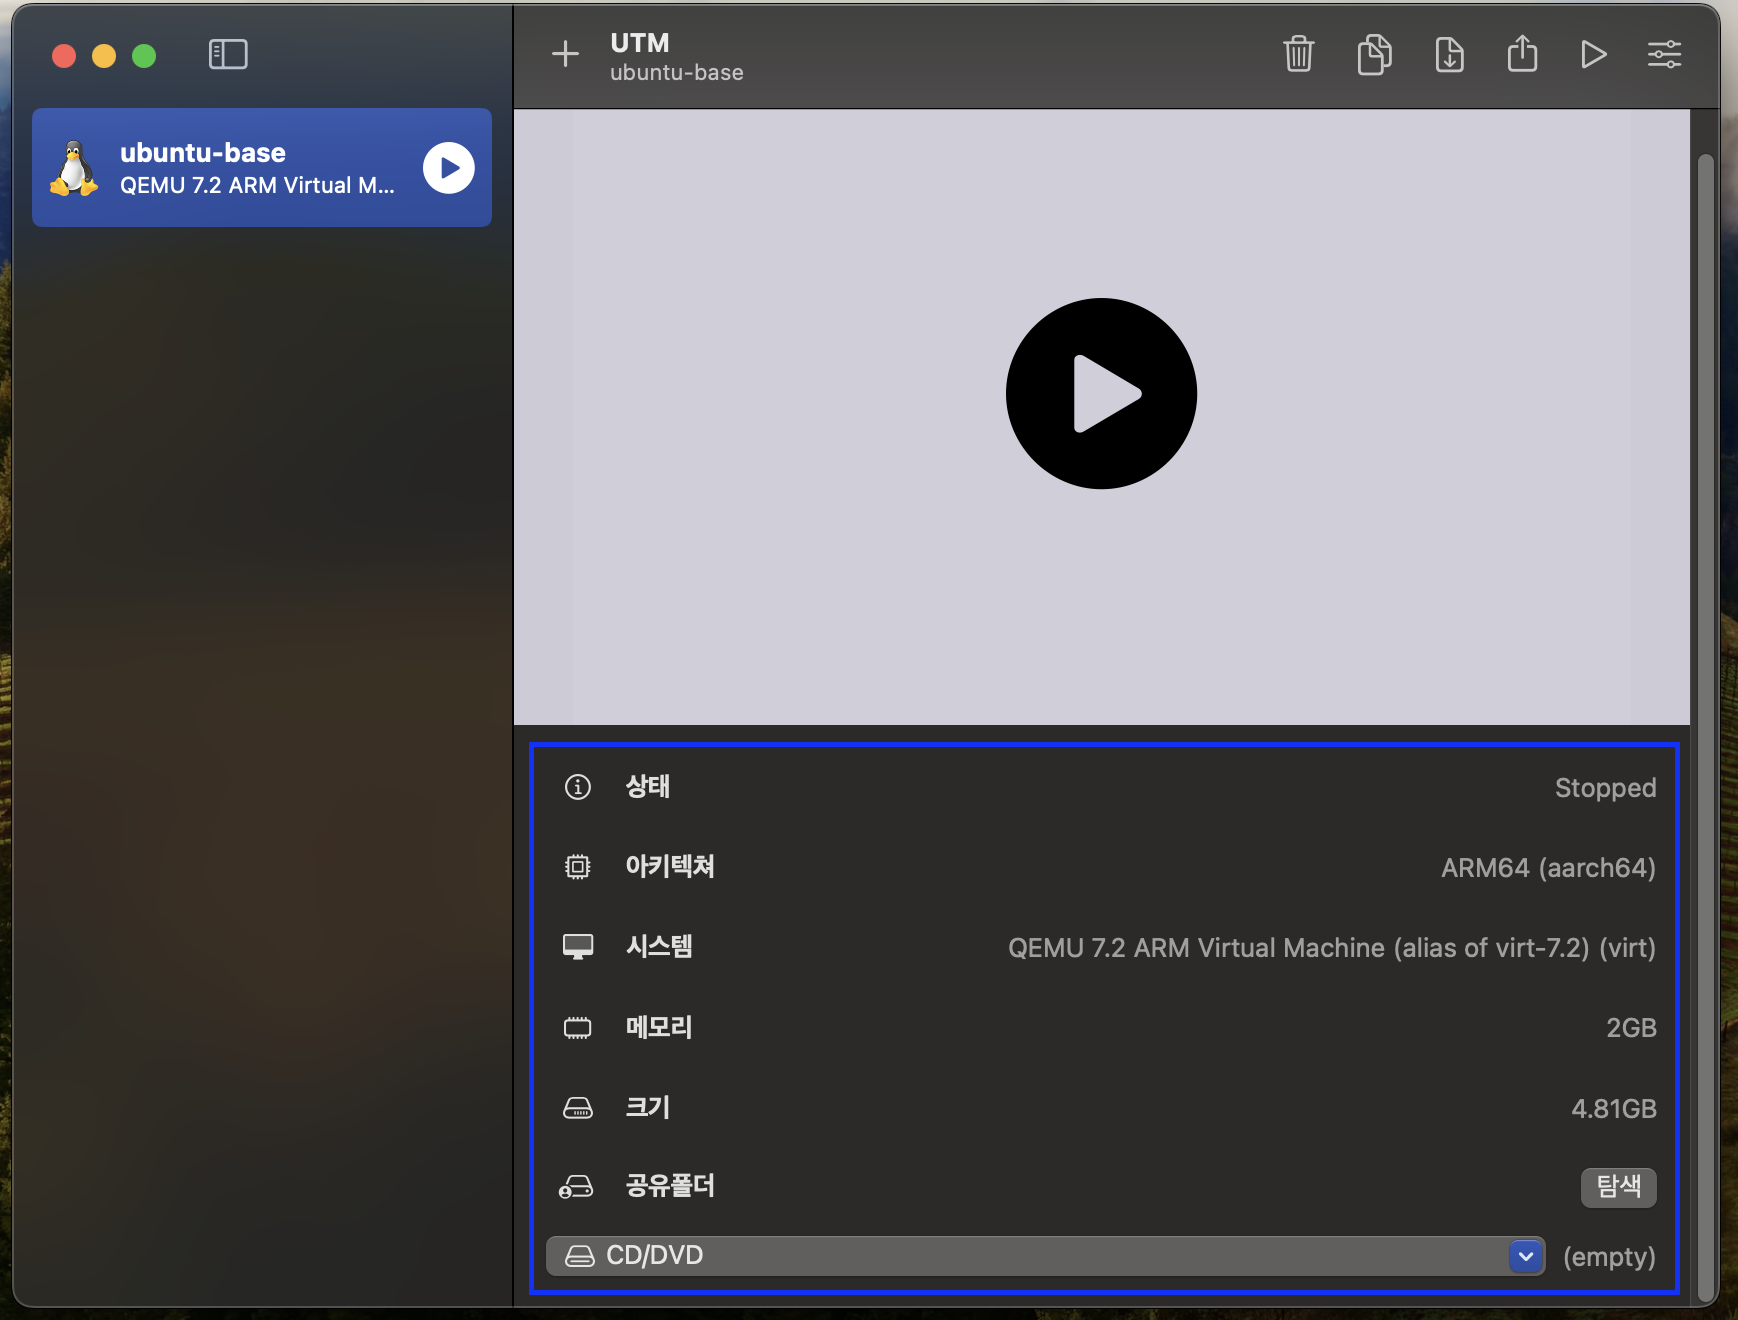 UTM
ubuntu-base
ubuntu-base
QEMU 7.2 ARM Virtual M...
상태 Stopped
아키텍쳐 ARM64 (aarch64)
시스템 QEMU 7.2 ARM Virtual Machine (alias of virt-7.2) (virt)
메모리 2GB
크기 4.81GB
공유폴더 탐색
CD/DVD (empty)